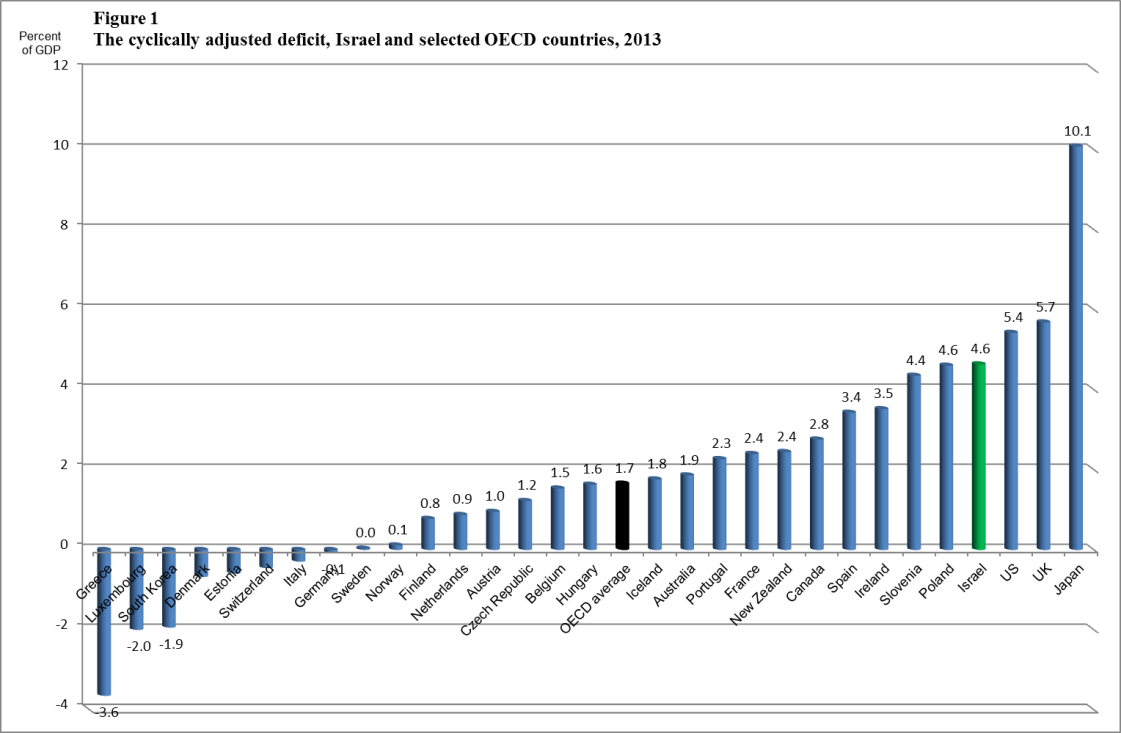 Figure 1
The cyclically adjusted deficit, Israel and selected OECD countries, 2013
Percent
of GDP
12
10
8
6
4
2
0
-2
-4
-3.6
-2.0
-1.9
-0.1
0.0
0.1
0.8
0.9
1.0
1.2
1.5
1.6
1.7
1.8
1.9
2.3
2.4
2.4
2.8
3.4
3.5
4.4
4.6
4.6
5.4
5.7
10.1
Greece
Luxembourg
South Korea
Denmark
Estonia
Switzerland
Italy
Germany
Sweden
Norway
Finland
Netherlands
Austria
Czech Republic
Belgium
Hungary
OECD average
Iceland
Australia
Portugal
France
New Zealand
Canada
Spain
Ireland
Slovenia
Poland
Israel
US
UK
Japan